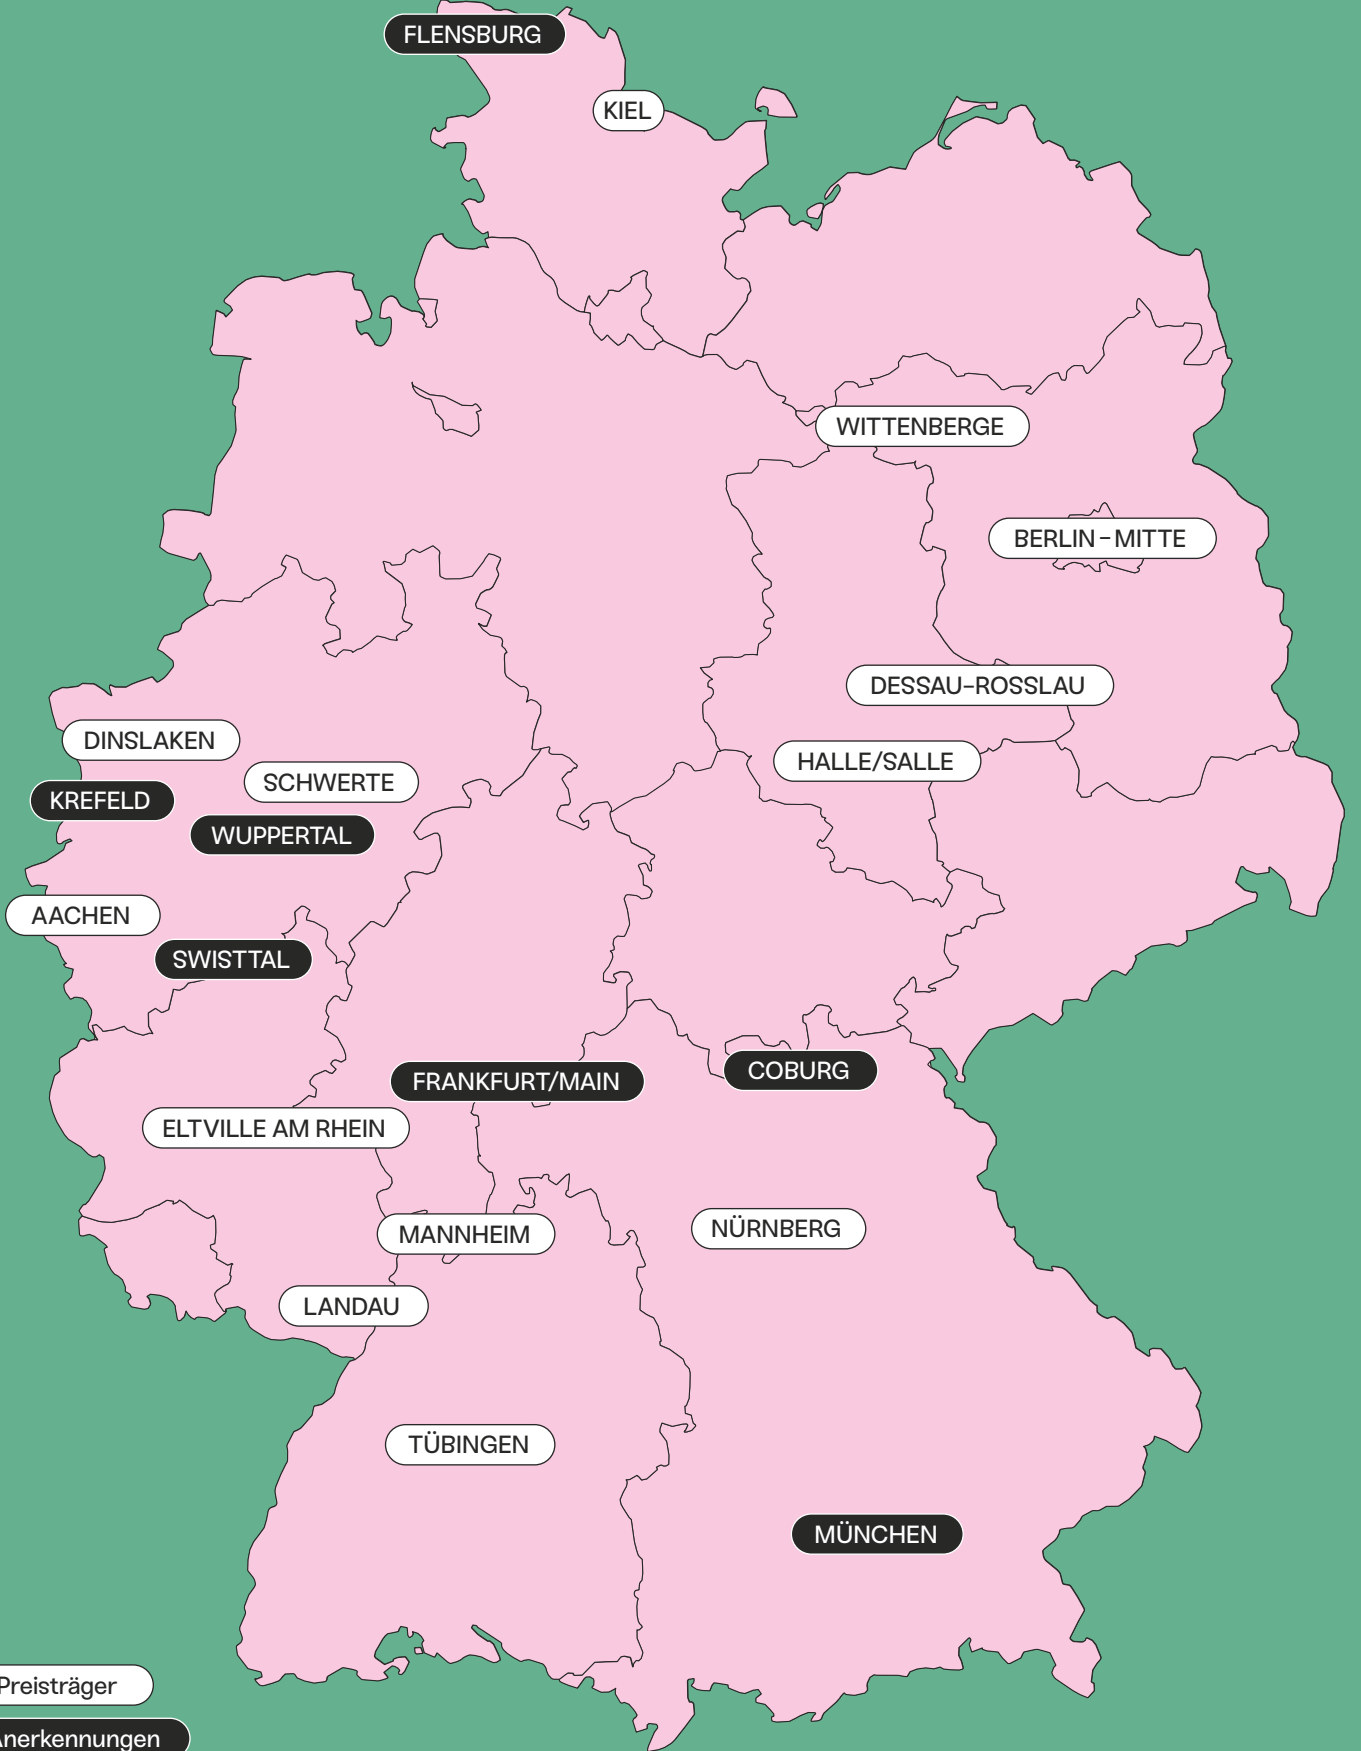 FLENSBURG
KIEL
WITTENBERGE
BERLIN – MITTE
DESSAU–ROSSLAU
DINSLAKEN
HALLE/SALLE
SCHWERTE
KREFELD
WUPPERTAL
AACHEN
SWISTTAL
COBURG
FRANKFURT/MAIN
ELTVILLE AM RHEIN
NÜRNBERG
MANNHEIM
LANDAU
TÜBINGEN
MÜNCHEN
Preisträger
Anerkennungen